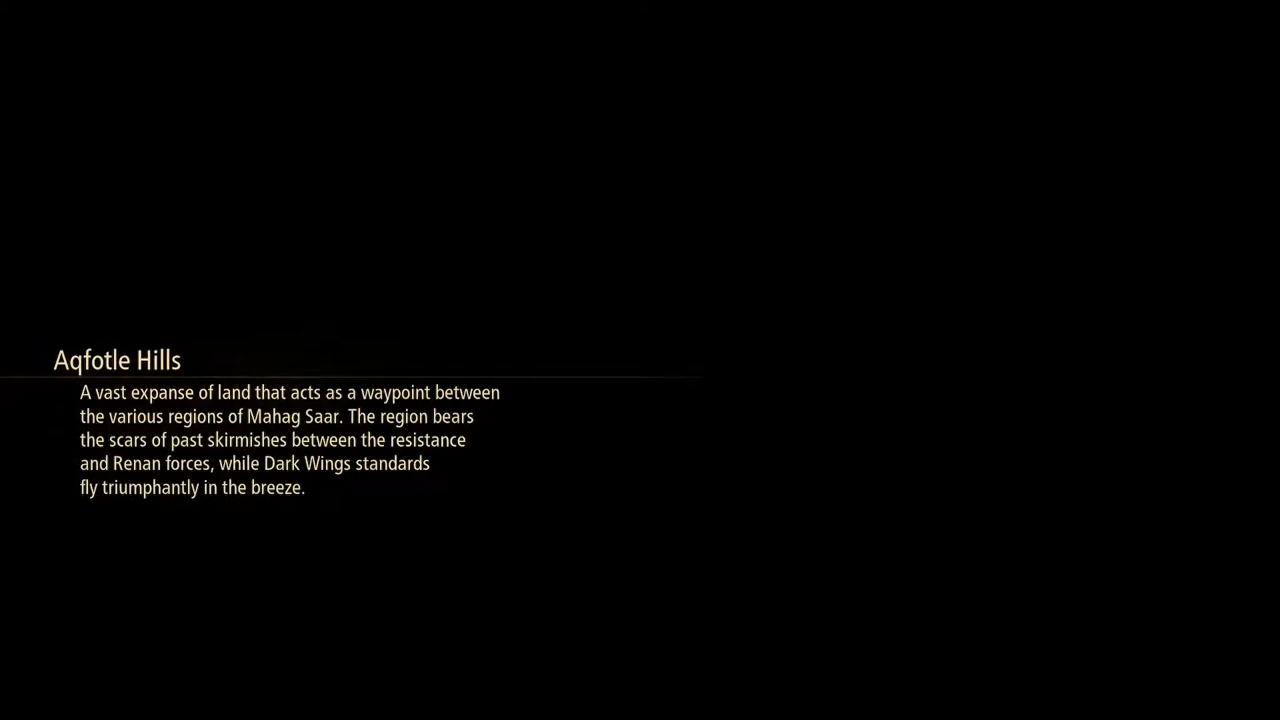 Aqfotle Hills
A vast expanse of land that acts as a waypoint between
the various regions of Mahag Saar. The region bears
the scars of past skirmishes between the resistance
and Renan forces, while Dark Wings standards
fly triumphantly in the breeze.